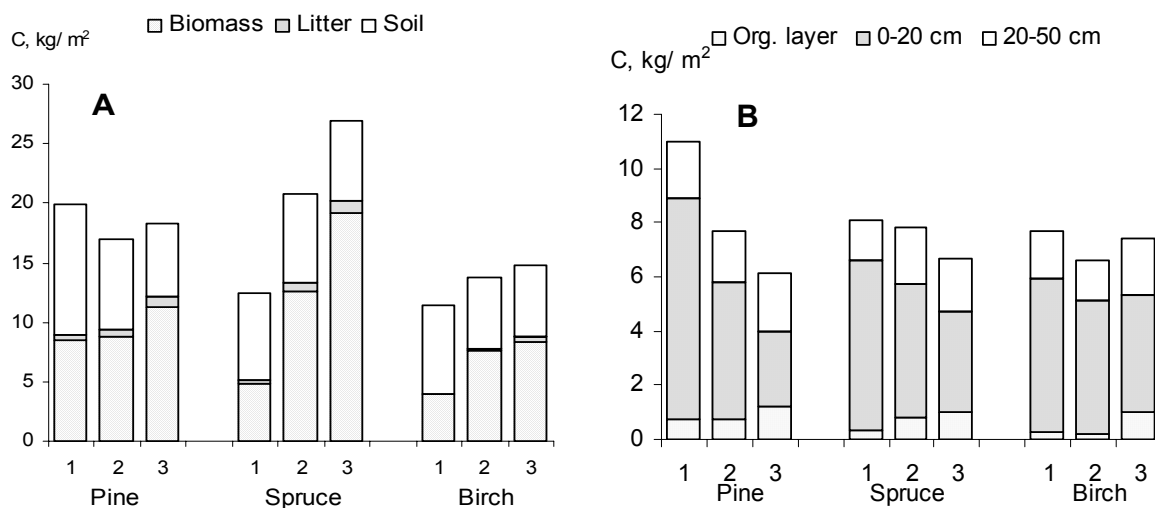 Biomass Litter Soil
C, kg/ m²
A
30
25
20
15
10
5
0
1 2 3 1 2 3 1 2 3
Pine Spruce Birch
Org. layer 0-20 cm 20-50 cm
C, kg/ m²
B
12
10
8
6
4
2
0
1 2 3 1 2 3 1 2 3
Pine Spruce Birch